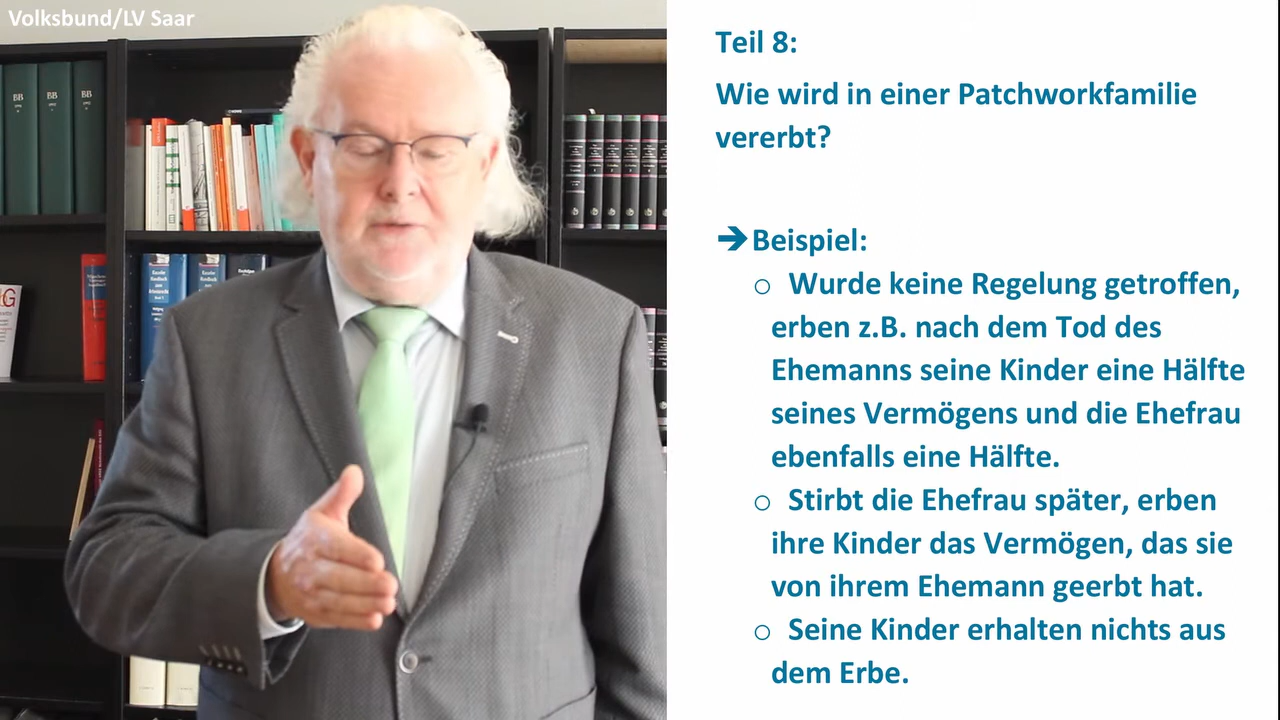 Volksbund/LV Saar
Teil 8:
Wie wird in einer Patchworkfamilie
vererbt?
➔ Beispiel:
o Wurde keine Regelung getroffen,
erben z.B. nach dem Tod des
Ehemanns seine Kinder eine Hälfte
seines Vermögens und die Ehefrau
ebenfalls eine Hälfte.
o Stirbt die Ehefrau später, erben
ihre Kinder das Vermögen, das sie
von ihrem Ehemann geerbt hat.
o Seine Kinder erhalten nichts aus
dem Erbe.
BB
BB
BB